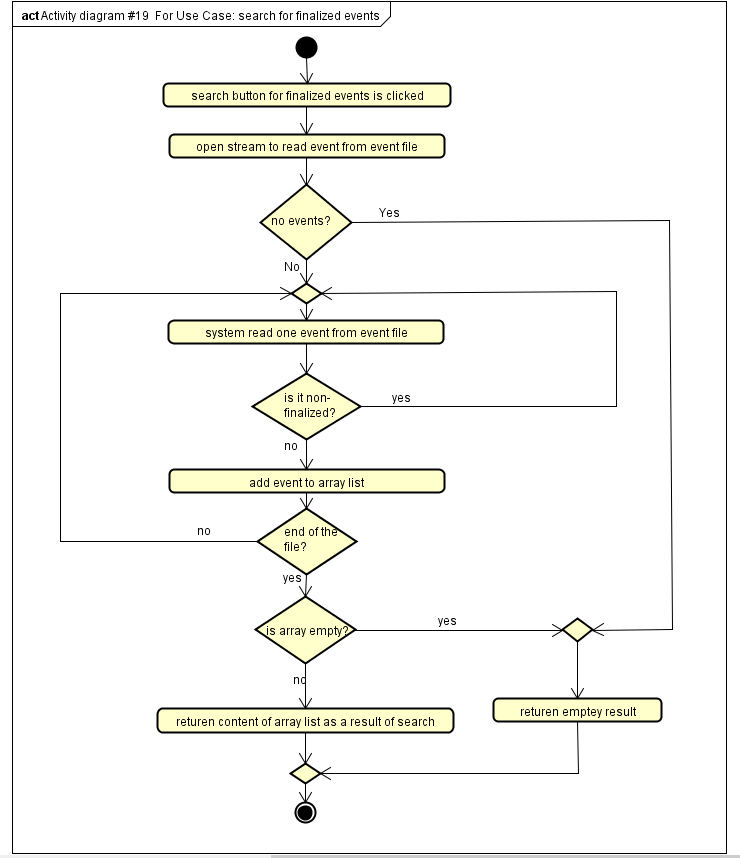 act Activity diagram #19 For Use Case: search for finalized events
search button for finalized events is clicked
open stream to read event from event file
no events?
Yes
No
system read one event from event file
is it non-
finalized?
yes
no
add event to array list
end of the
file?
no
yes
is array empty?
yes
no
returen content of array list as a result of search
returen emptey result